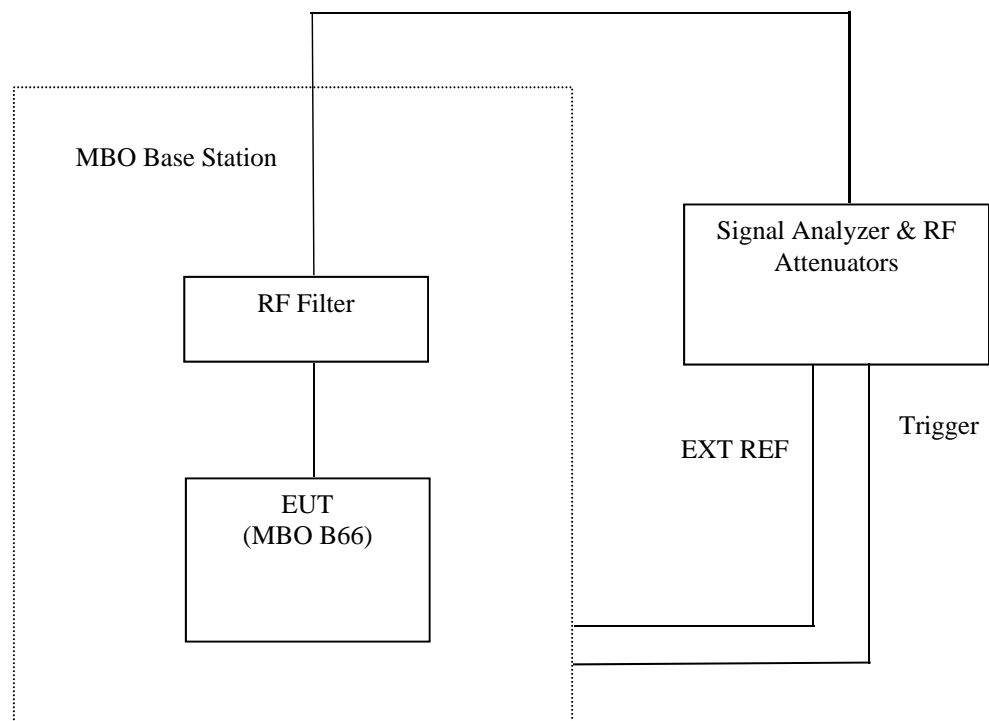 MBO Base Station
Signal Analyzer & RF
Attenuators
RF Filter
Trigger
EXT REF
EUT
(MBO B66)